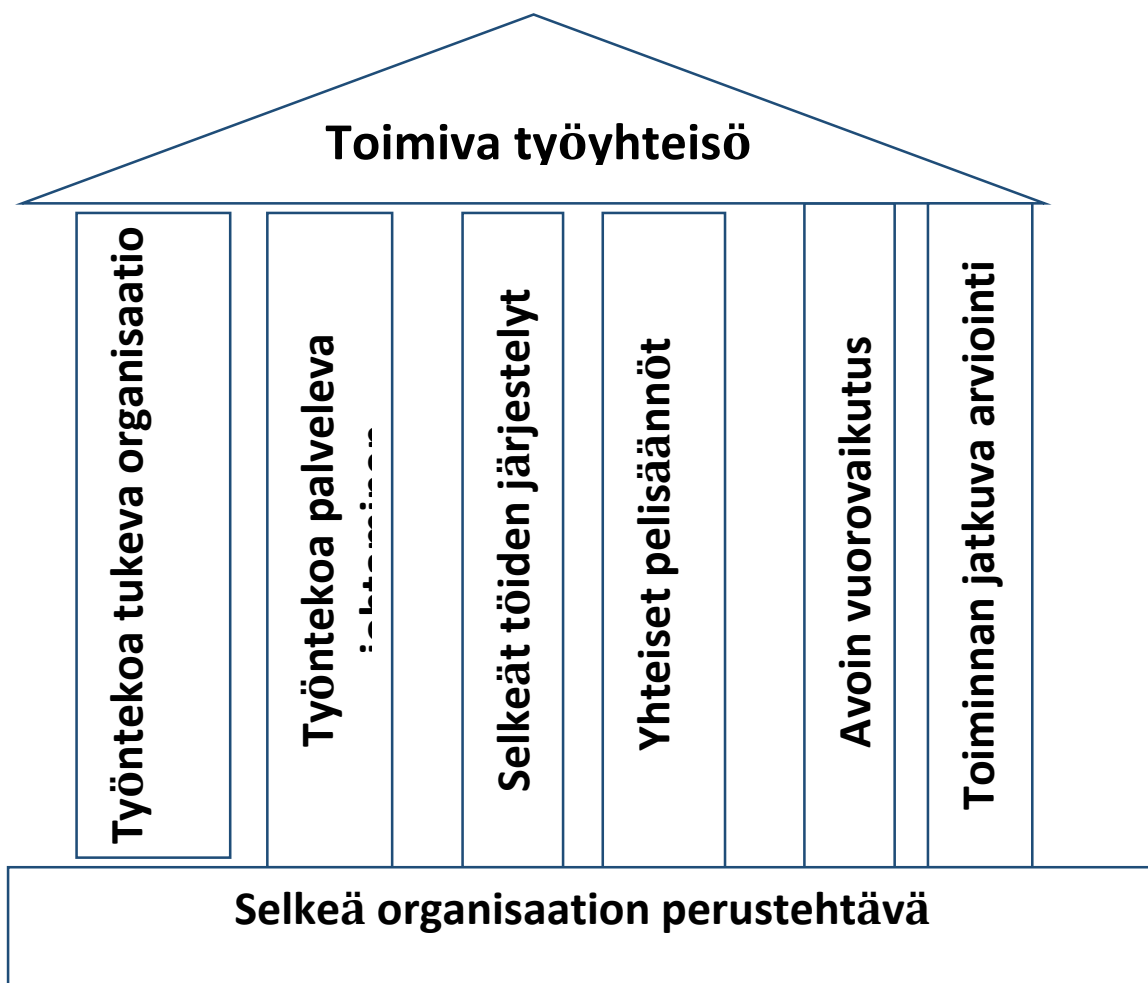 Toimiva työyhteisö
Työntekoa tukeva organisaatio
Työntekoa palveleva
Selkeät töiden järjestelyt
Yhteiset pelisäännöt
Avoin vuorovaikutus
Toiminnan jatkuva arviointi
Selkeä organisaation perustehtävä